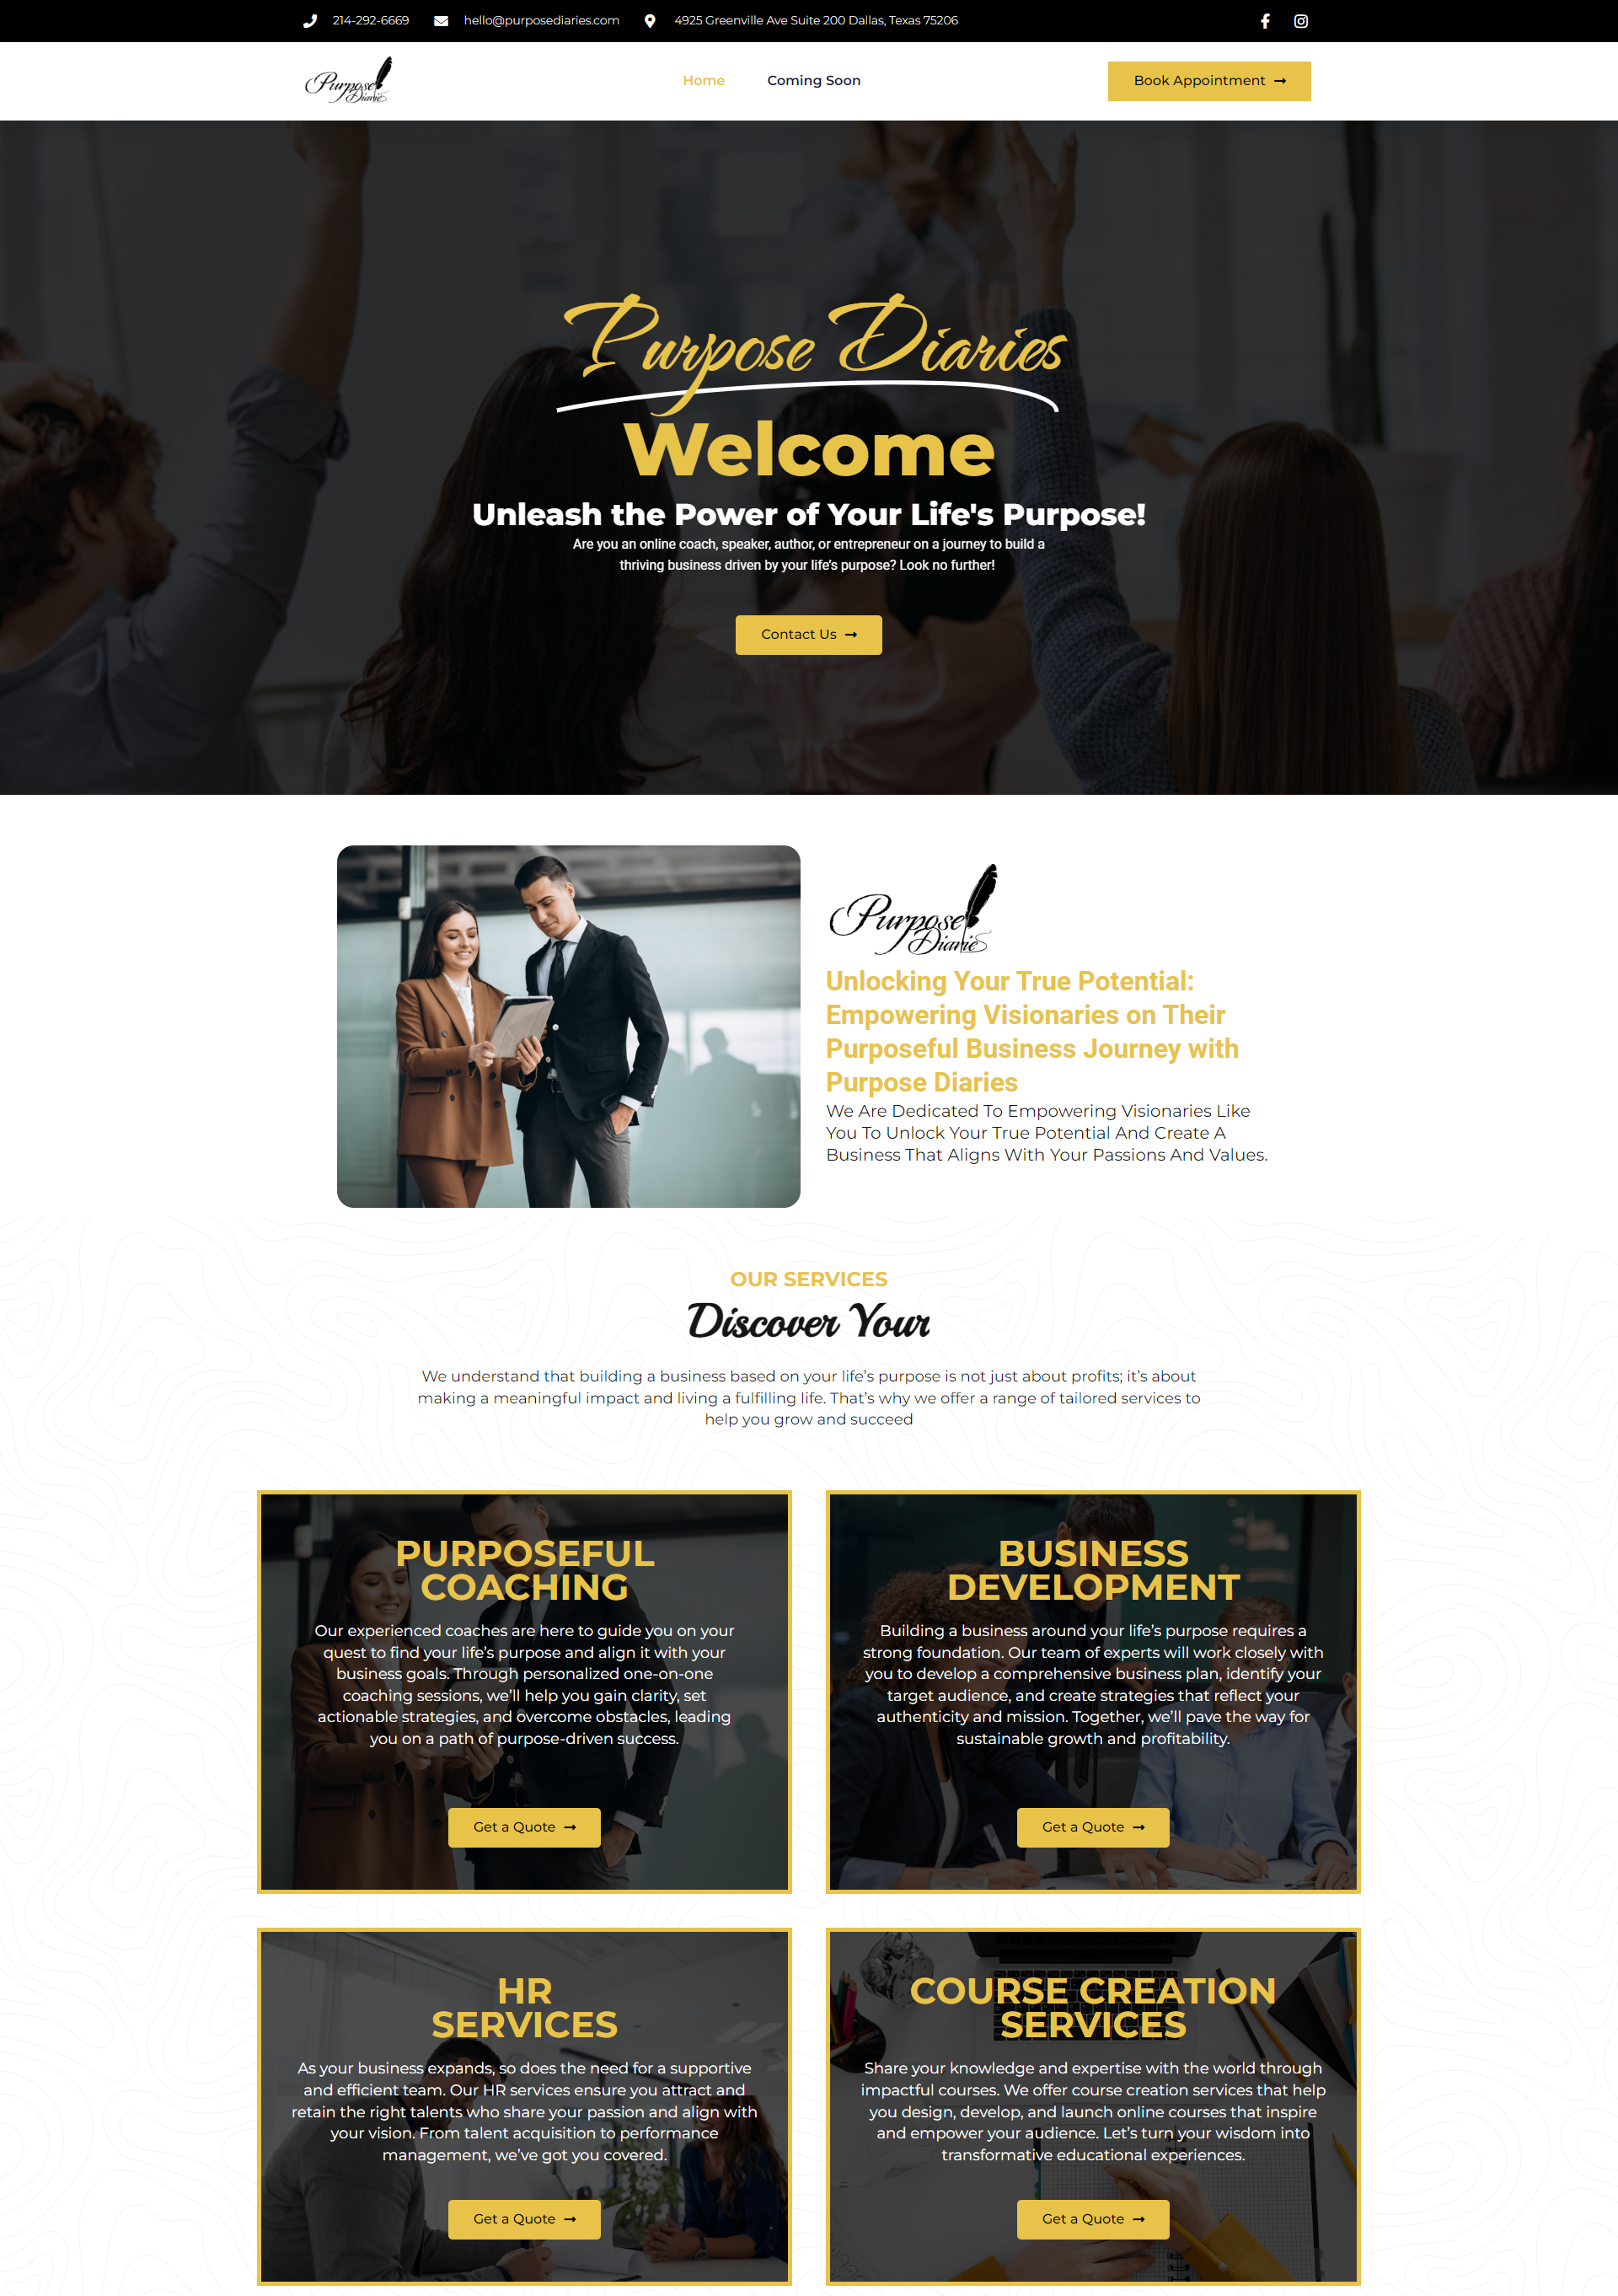 214-292-6669 hello@purposediaries.com 4925 Greenville Ave Suite 200 Dallas, Texas 75206
Purpose
Diarie
Home Coming Soon Book Appointment
Purpose Diaries
Welcome
Unleash the Power of Your Life's Purpose!
Are you an online coach, speaker, author, or entrepreneur on a journey to build a
thriving business driven by your life’s purpose? Look no further!
Contact Us
Purpose
Diarie
Unlocking Your True Potential:
Empowering Visionaries on Their
Purposeful Business Journey with
Purpose Diaries
We Are Dedicated To Empowering Visionaries Like
You To Unlock Your True Potential And Create A
Business That Aligns With Your Passions And Values.
OUR SERVICES
Discover Your
We understand that building a business based on your life’s purpose is not just about profits; it’s about
making a meaningful impact and living a fulfilling life. That’s why we offer a range of tailored services to
help you grow and succeed
PURPOSEFUL
COACHING
Our experienced coaches are here to guide you on your
quest to find your life’s purpose and align it with your
business goals. Through personalized one-on-one
coaching sessions, we’ll help you gain clarity, set
actionable strategies, and overcome obstacles, leading
you on a path of purpose-driven success.
Get a Quote
BUSINESS
DEVELOPMENT
Building a business around your life’s purpose requires a
strong foundation. Our team of experts will work closely with
you to develop a comprehensive business plan, identify your
target audience, and create strategies that reflect your
authenticity and mission. Together, we’ll pave the way for
sustainable growth and profitability.
Get a Quote
HR
SERVICES
As your business expands, so does the need for a supportive
and efficient team. Our HR services ensure you attract and
retain the right talents who share your passion and align with
your vision. From talent acquisition to performance
management, we’ve got you covered.
Get a Quote
COURSE CREATION
SERVICES
Share your knowledge and expertise with the world through
impactful courses. We offer course creation services that help
you design, develop, and launch online courses that inspire
and empower your audience. Let’s turn your wisdom into
transformative educational experiences.
Get a Quote